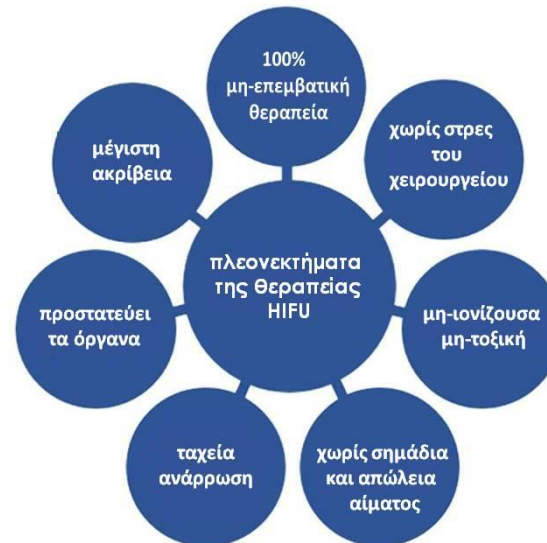 100%
μη-επεμβατική
θεραπεία
χωρίς στρες
του
χειρουργείου
μη-ιονίζουσα
μη-τοξική
χωρίς σημάδια
και απώλεια
αίματος
ταχεία
ανάρρωση
προστατεύει
τα όργανα
μέγιστη
ακρίβεια
πλεονεκτήματα
της θεραπείας
HIFU